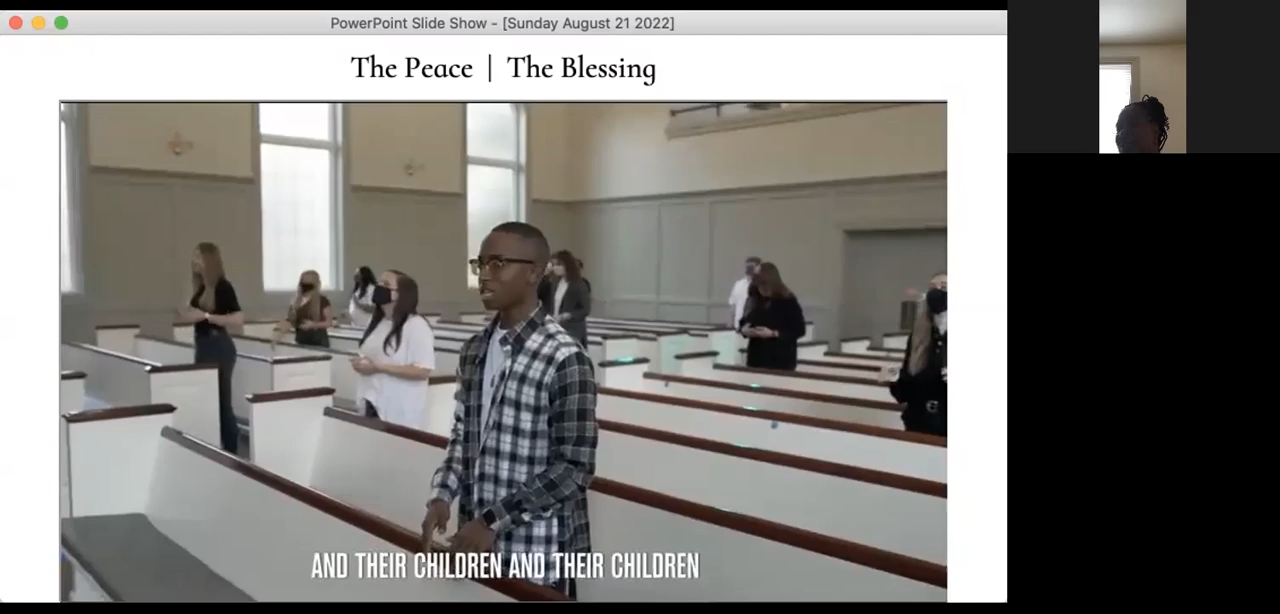 PowerPoint Slide Show - [Sunday August 21 2022]
The Peace | The Blessing
AND THEIR CHILDREN AND THEIR CHILDREN